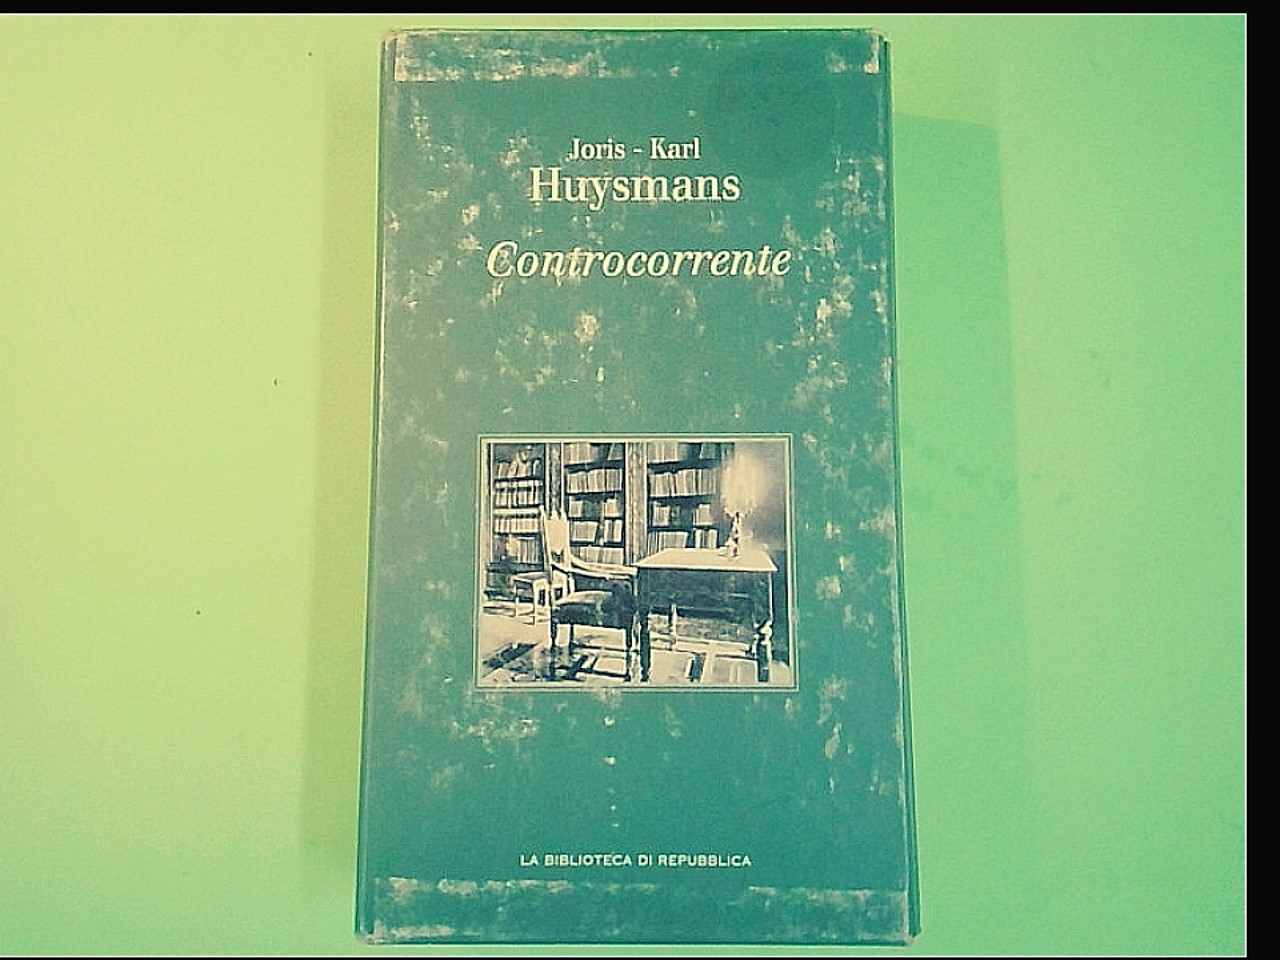 Joris - Karl
Huysmans
Controcorrente
LA BIBLIOTECA DI REPUBBLICA